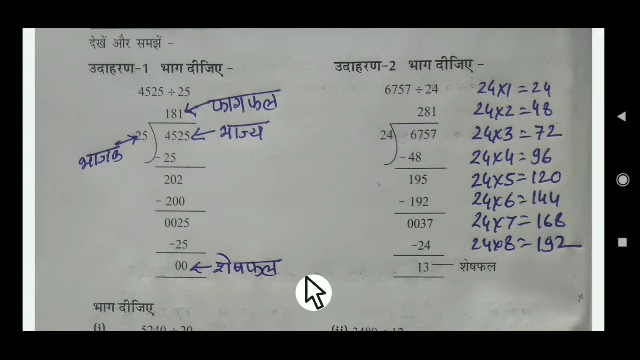 देखें और समझें –
उदाहरण-1 भाग दीजिए –
4525 ÷ 25
181 ← भागफल
25 4525 ← भाज्य
भाजक →
– 25
202
– 200
0025
–25
00 ← शेषफल
उदाहरण-2 भाग दीजिए –
6757 ÷ 24
281
24 6757
– 48
195
– 192
0037
–24
13 — शेषफल
24×1 = 24
24×2 = 48
24×3 = 72
24×4 = 96
24×5 = 120
24×6 = 144
24×7 = 168
24×8 = 192
भाग दीजिए